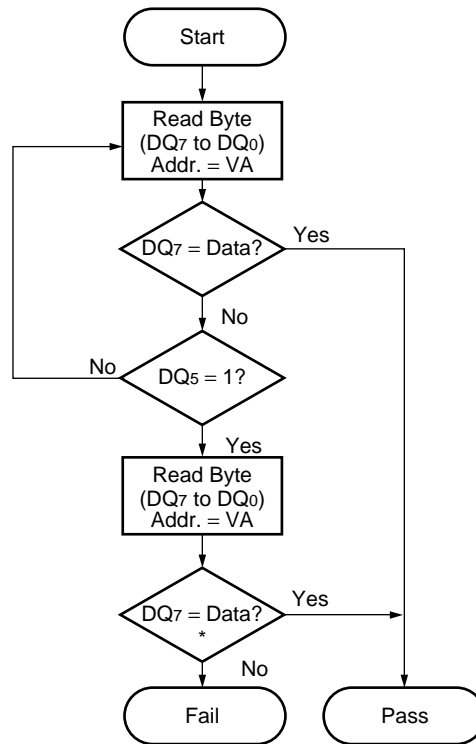 Start
Read Byte
(DQ7 to DQ0)
Addr. = VA
DQ7 = Data?
Yes
No
No
DQ5 = 1?
Yes
Read Byte
(DQ7 to DQ0)
Addr. = VA
DQ7 = Data?
*
Yes
No
Fail
Pass